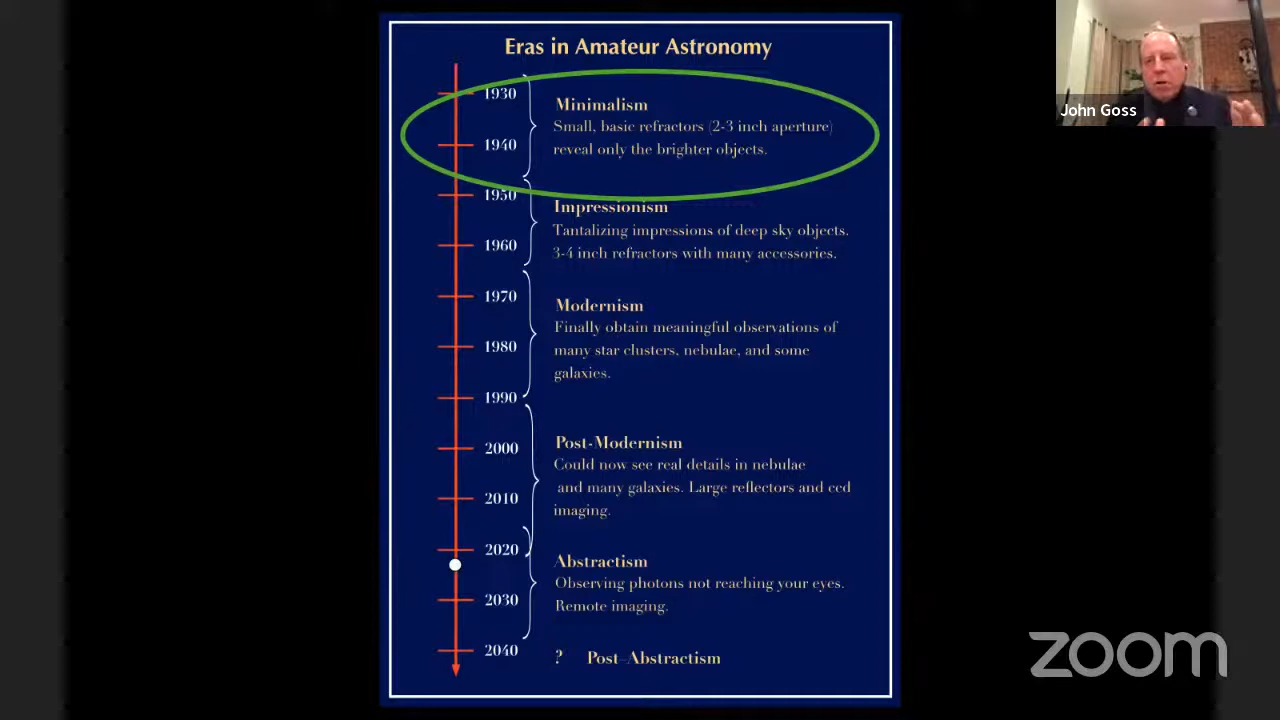 Eras in Amateur Astronomy
1930
Minimalism
Small, basic refractors (2-3 inch aperture)
1940
reveal only the brighter objects.
1950
Impressionism
Tantalizing impressions of deep sky objects.
1960
3-4 inch refractors with many accessories.
1970
Modernism
Finally obtain meaningful observations of
1980
many star clusters, nebulae, and some
galaxies.
1990
Post-Modernism
2000
Could now see real details in nebulae
and many galaxies. Large reflectors and ccd
2010
imaging.
2020
Abstractism
Observing photons not reaching your eyes.
2030
Remote imaging.
2040
? Post-Abstractism
John Goss
zoom